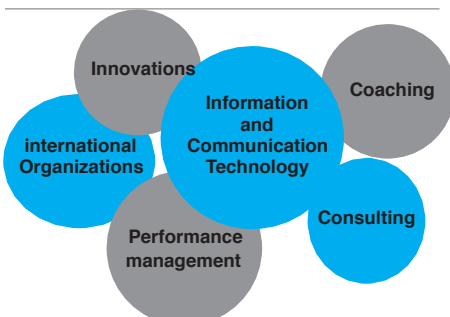 Innovations
Information
and
Communication
Technology
Coaching
international
Organizations
Consulting
Performance
management